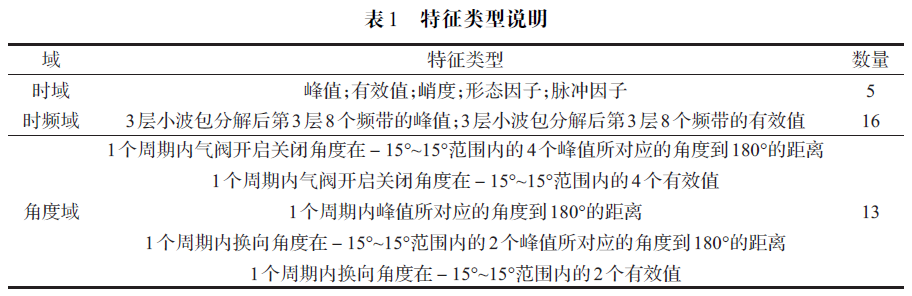 表1 特征类型说明
域 特征类型 数量
时域 峰值;有效值;峭度;形态因子;脉冲因子 5
时频域 3层小波包分解后第3层8个频带的峰值;3层小波包分解后第3层8个频带的有效值 16
1个周期内气阀开启关闭角度在－15°~15°范围内的4个峰值所对应的角度到180°的距离
1个周期内气阀开启关闭角度在－15°~15°范围内的4个有效值
角度域 1个周期内峰值所对应的角度到180°的距离 13
1个周期内换向角度在－15°~15°范围内的2个峰值所对应的角度到180°的距离
1个周期内换向角度在－15°~15°范围内的2个有效值